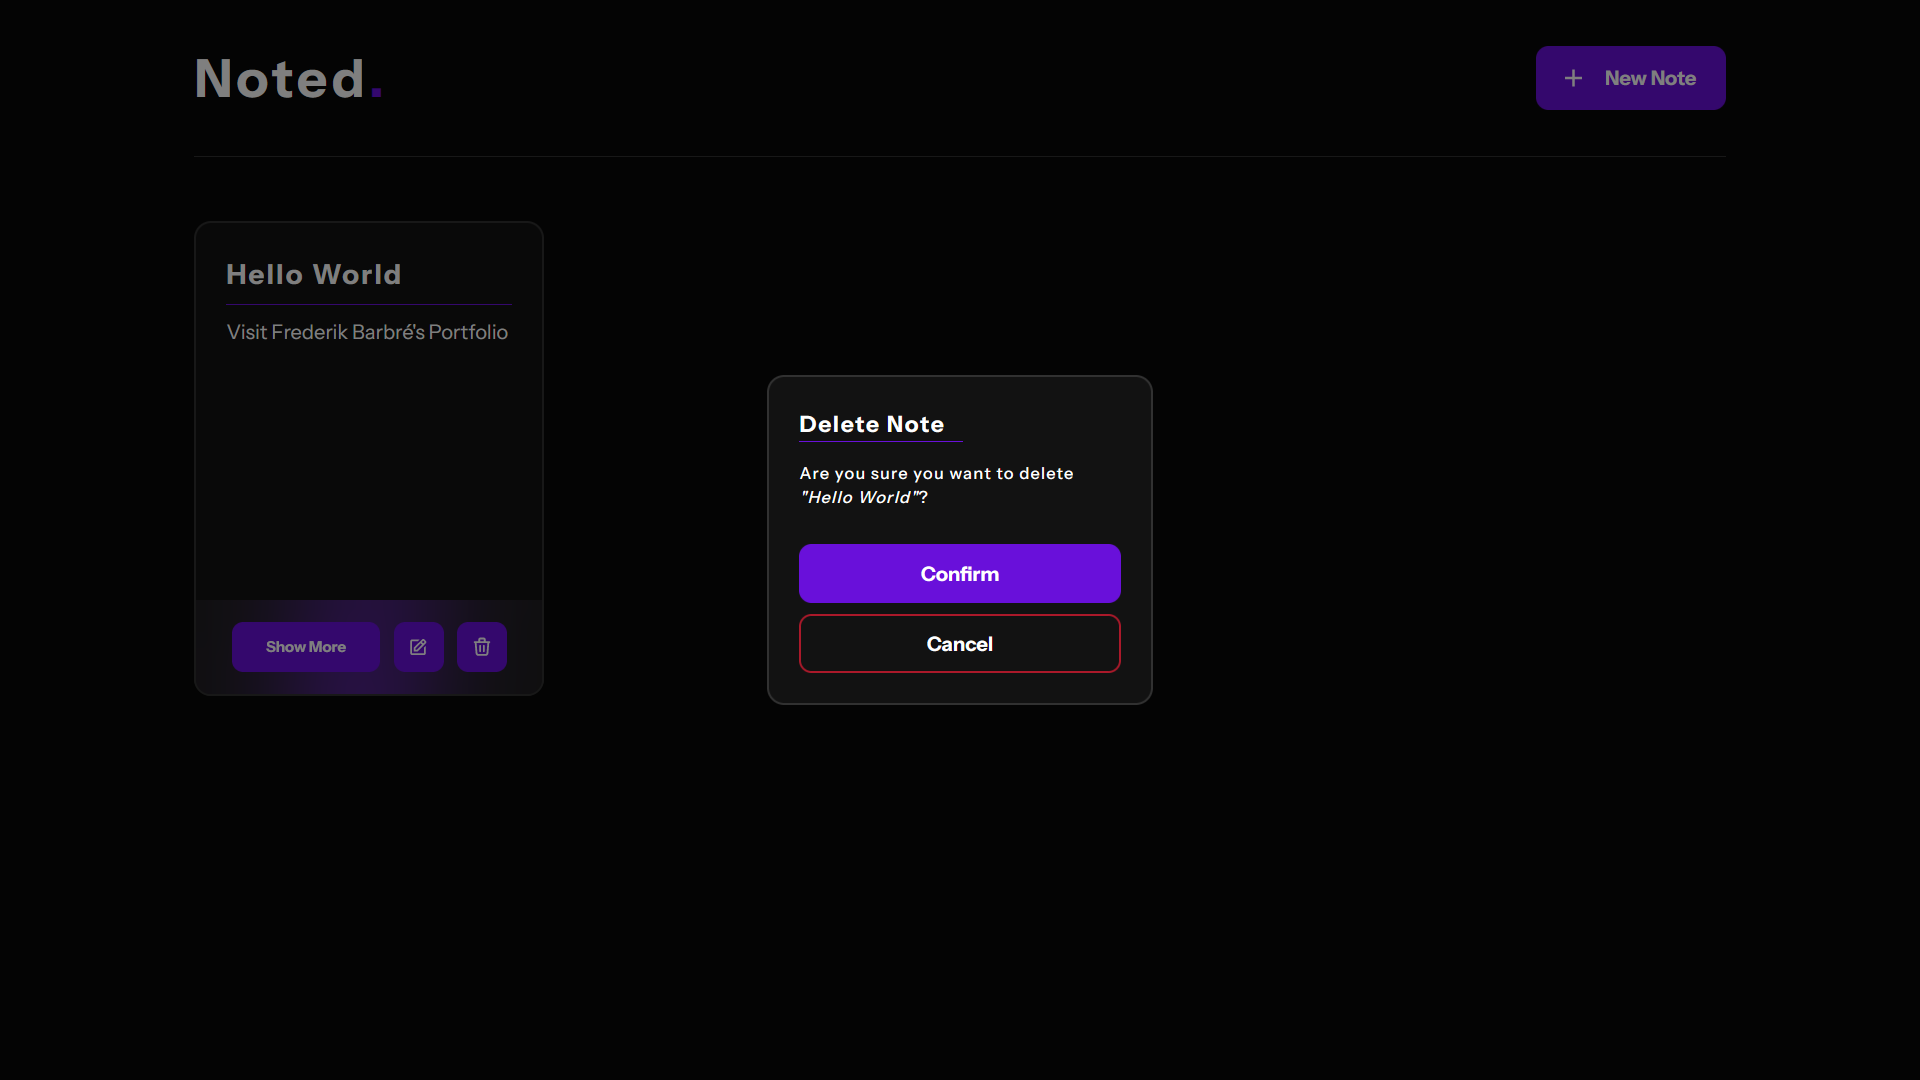 Noted.
New Note
Hello World
Visit Frederik Barbré's Portfolio
Show More
Delete Note
Are you sure you want to delete
"Hello World"?
Confirm
Cancel